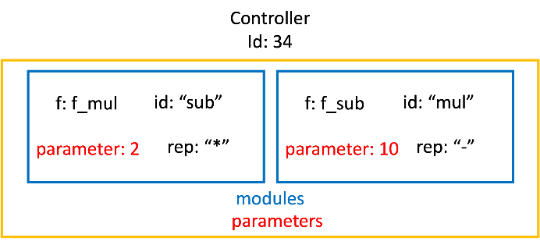 Controller
Id: 34
f: f_mul id: “sub”
parameter: 2 rep: “*”
f: f_sub id: “mul”
parameter: 10 rep: “-”
modules
parameters